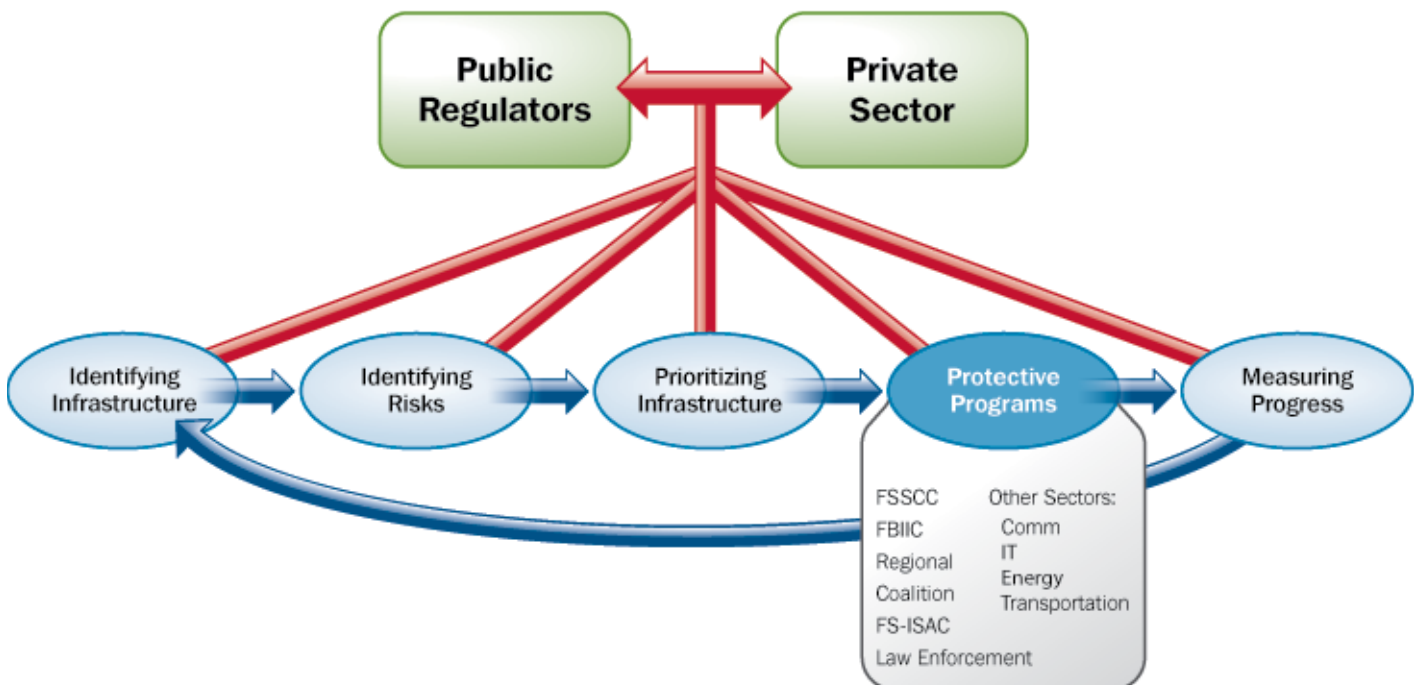 Public
Regulators
Private
Sector
Identifying
Infrastructure
Identifying
Risks
Prioritizing
Infrastructure
Protective
Programs
Measuring
Progress
FSSCC
FBIIC
Regional
Coalition
FS-ISAC
Law Enforcement
Other Sectors:
Comm
IT
Energy
Transportation